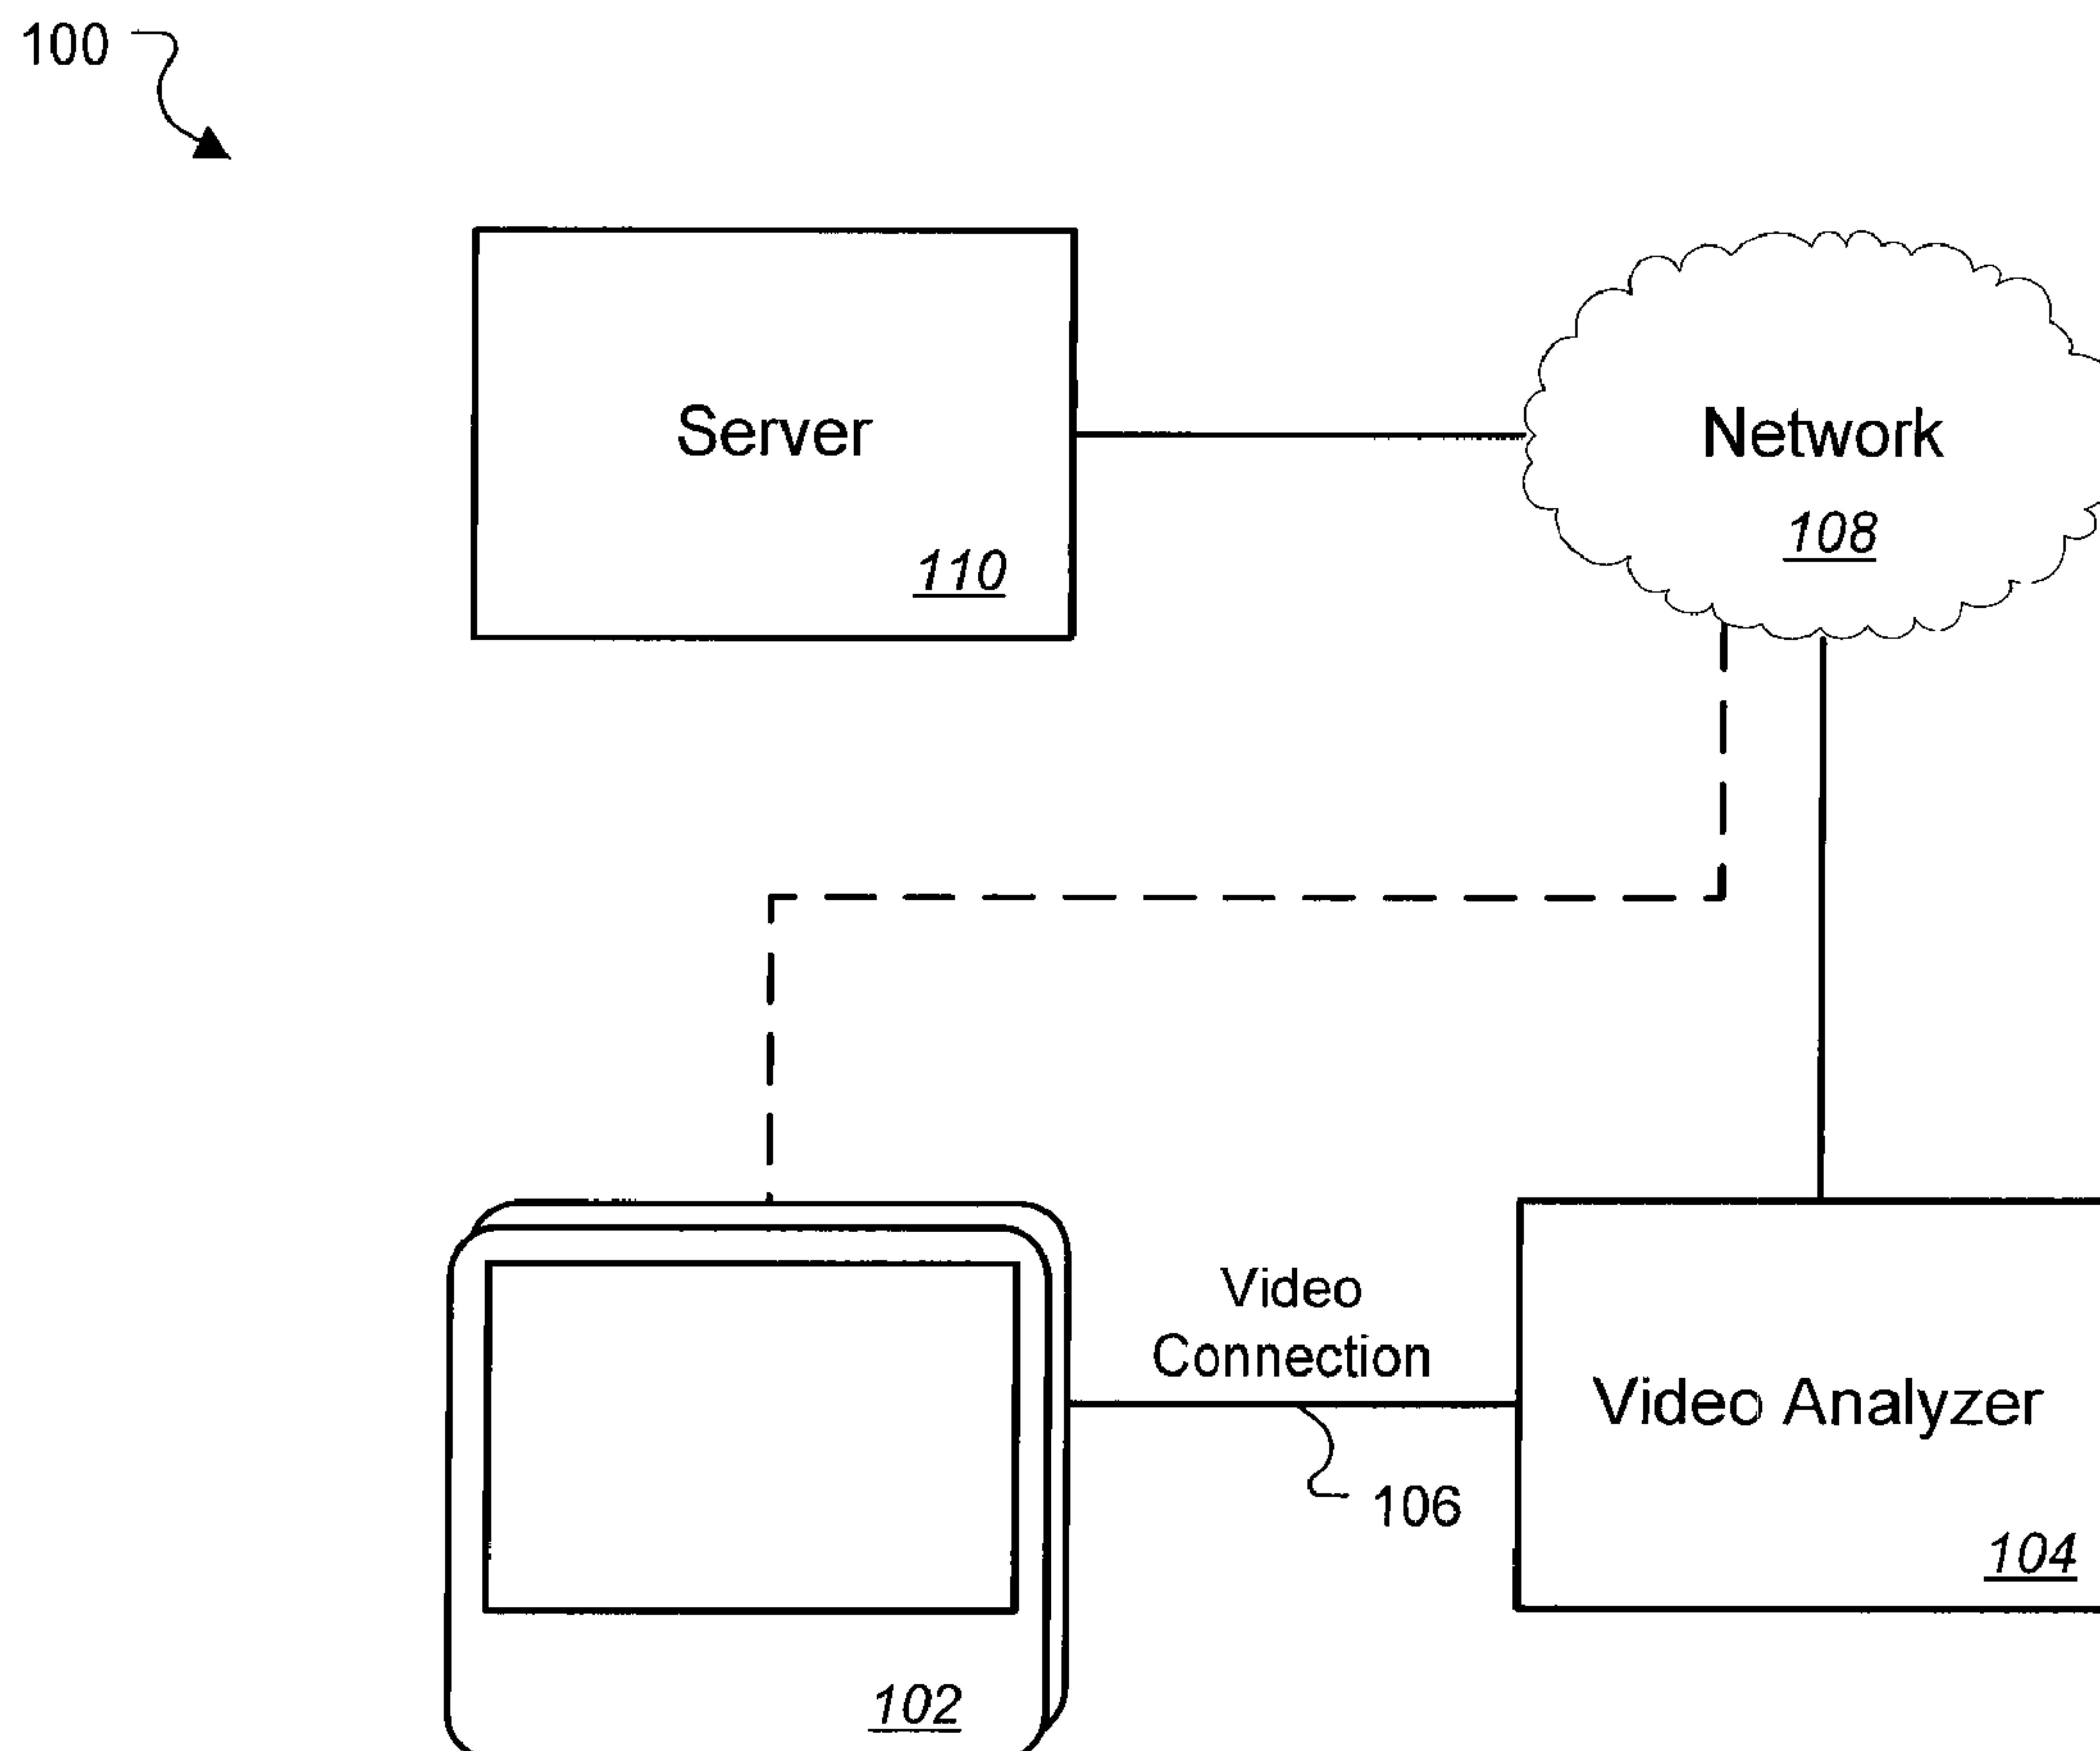 100
Server
110
Network
108
Video
Connection
106
Video Analyzer
104
102